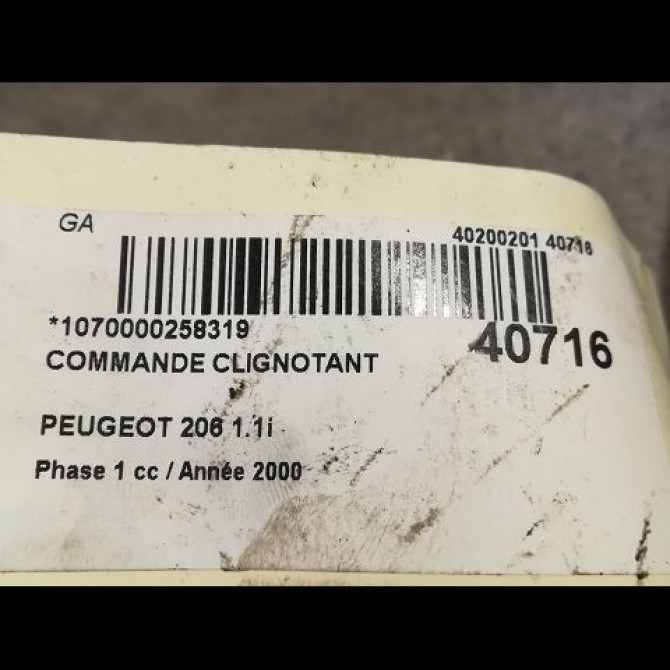 GA
40200201 40716
*1070000258319
40716
COMMANDE CLIGNOTANT
PEUGEOT 206 1.1i
Phase 1 cc / Année 2000